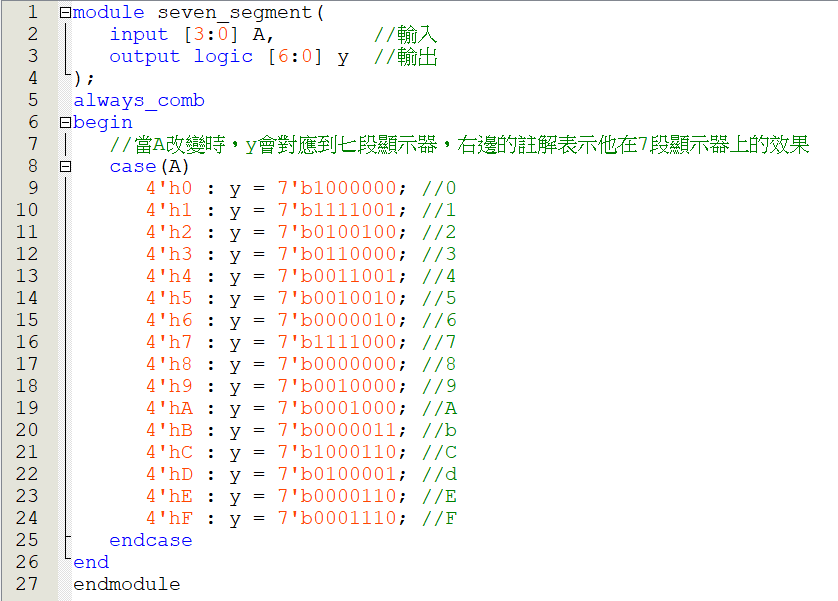 1 module seven_segment(
2 input [3:0] A, //輸入
3 output logic [6:0] y //輸出
4 );
5 always_comb
6 begin
7 //當A改變時，y會對應到七段顯示器，右邊的註解表示他在7段顯示器上的效果
8 case(A)
9 4'h0 : y = 7'b1000000; //0
10 4'h1 : y = 7'b1111001; //1
11 4'h2 : y = 7'b0100100; //2
12 4'h3 : y = 7'b0110000; //3
13 4'h4 : y = 7'b0011001; //4
14 4'h5 : y = 7'b0010010; //5
15 4'h6 : y = 7'b0000010; //6
16 4'h7 : y = 7'b1111000; //7
17 4'h8 : y = 7'b0000000; //8
18 4'h9 : y = 7'b0010000; //9
19 4'hA : y = 7'b0001000; //A
20 4'hB : y = 7'b0000011; //b
21 4'hC : y = 7'b1000110; //C
22 4'hD : y = 7'b0100001; //d
23 4'hE : y = 7'b0000110; //E
24 4'hF : y = 7'b0001110; //F
25 endcase
26 end
27 endmodule